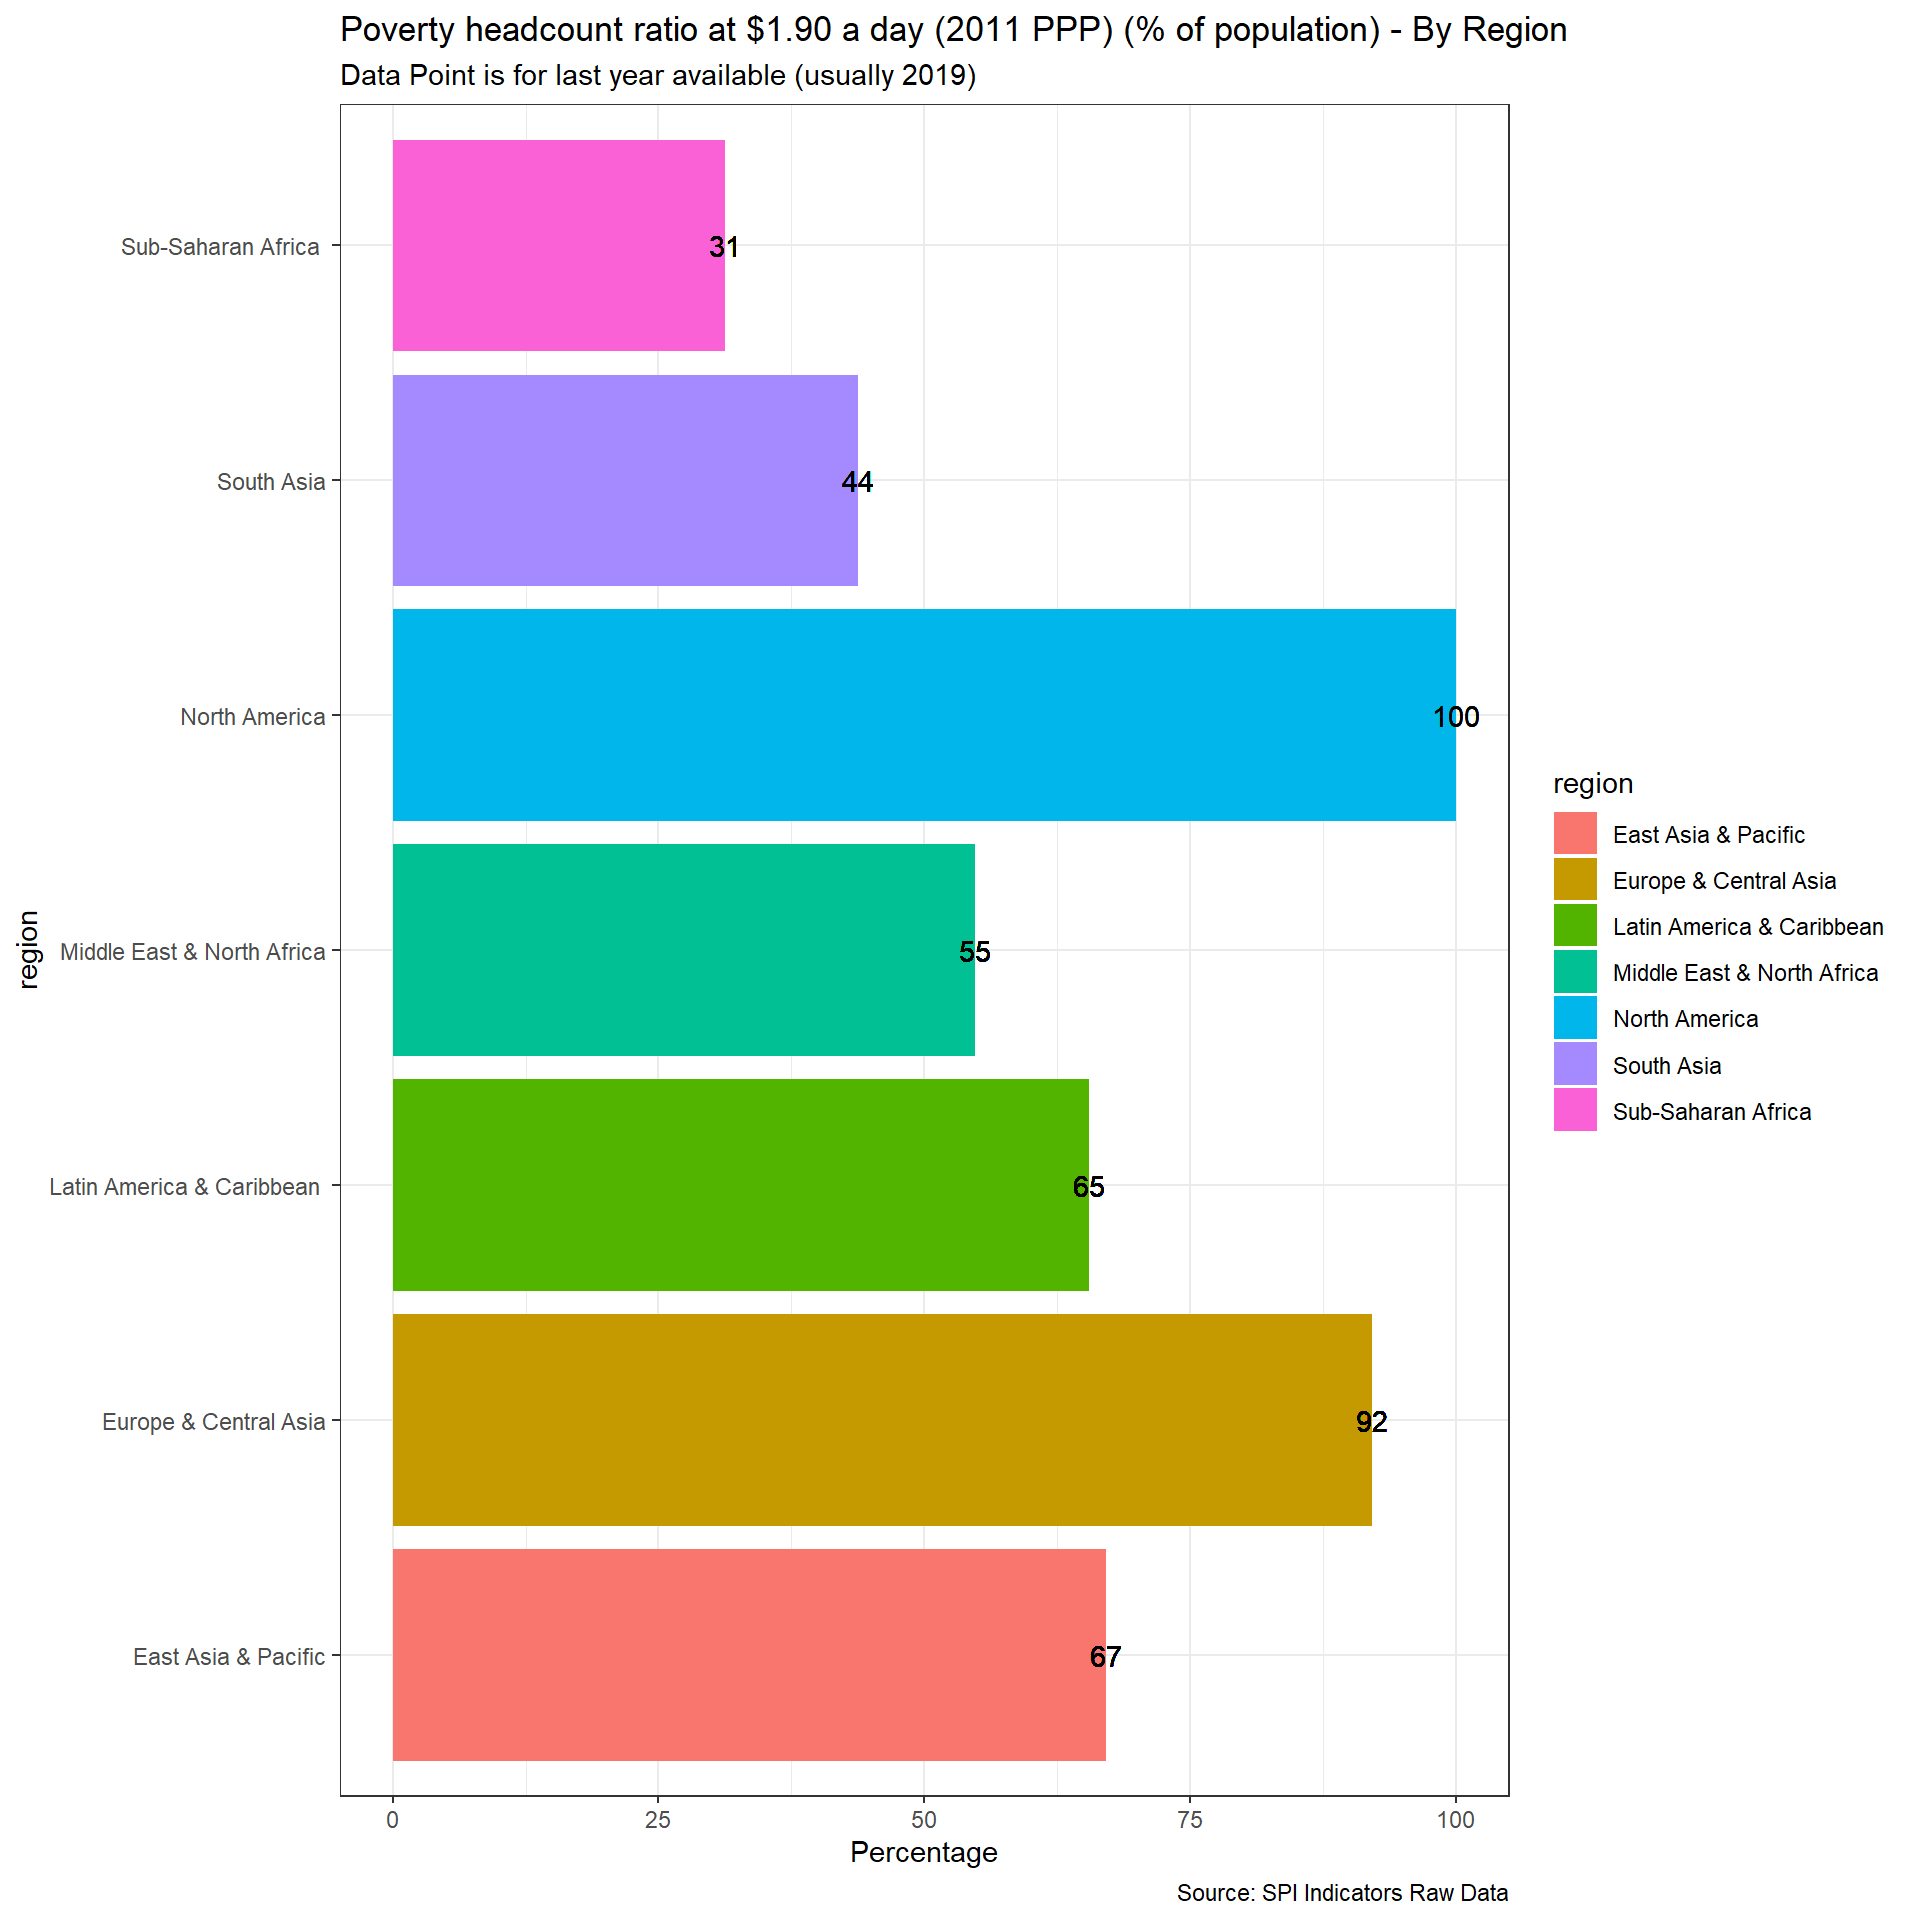 Poverty headcount ratio at $1.90 a day (2011 PPP) (% of population) - By Region
Data Point is for last year available (usually 2019)
Sub-Saharan Africa
31
South Asia
44
North America
100
Middle East & North Africa
55
Latin America & Caribbean
65
Europe & Central Asia
92
East Asia & Pacific
67
region
0 25 50 75 100
Percentage
region
East Asia & Pacific
Europe & Central Asia
Latin America & Caribbean
Middle East & North Africa
North America
South Asia
Sub-Saharan Africa
Source: SPI Indicators Raw Data